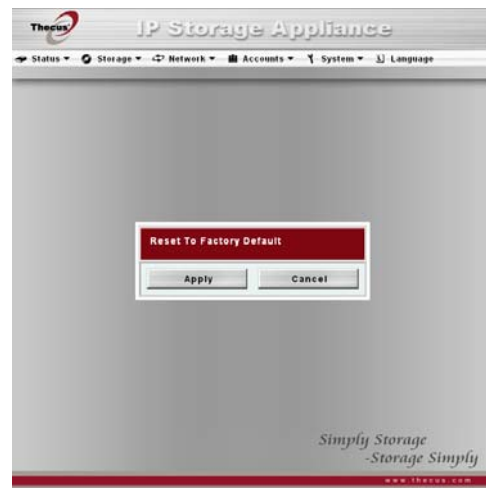 Thecus
IP Storage Appliance
Status Storage Network Accounts System Language
Reset To Factory Default
Apply Cancel
Simply Storage
-Storage Simply
www.thecus.com